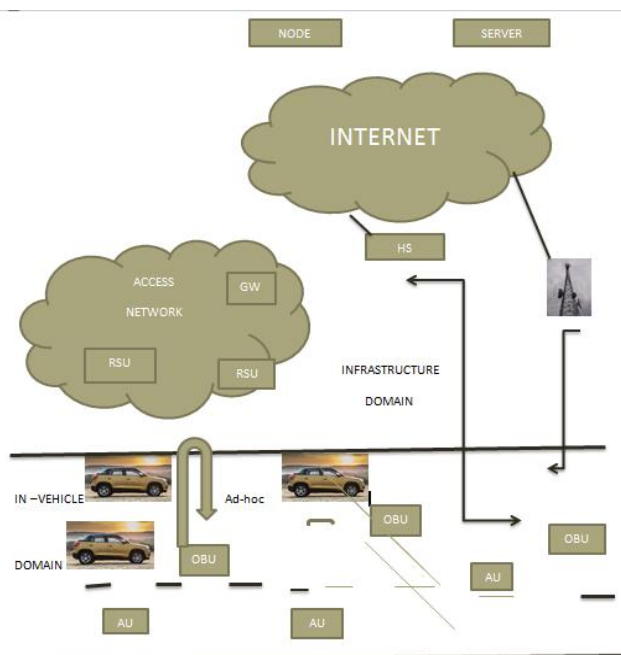 NODE
SERVER
INTERNET
HS
ACCESS
GW
NETWORK
RSU
RSU
INFRASTRUCTURE
DOMAIN
IN –VEHICLE
Ad-hoc
OBU
OBU
DOMAIN
OBU
AU
AU
AU